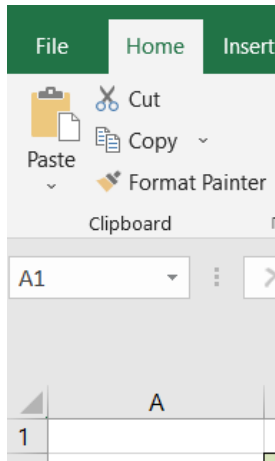 File Home Insert
Cut
Copy
Paste
Format Painter
Clipboard
A1
A
1